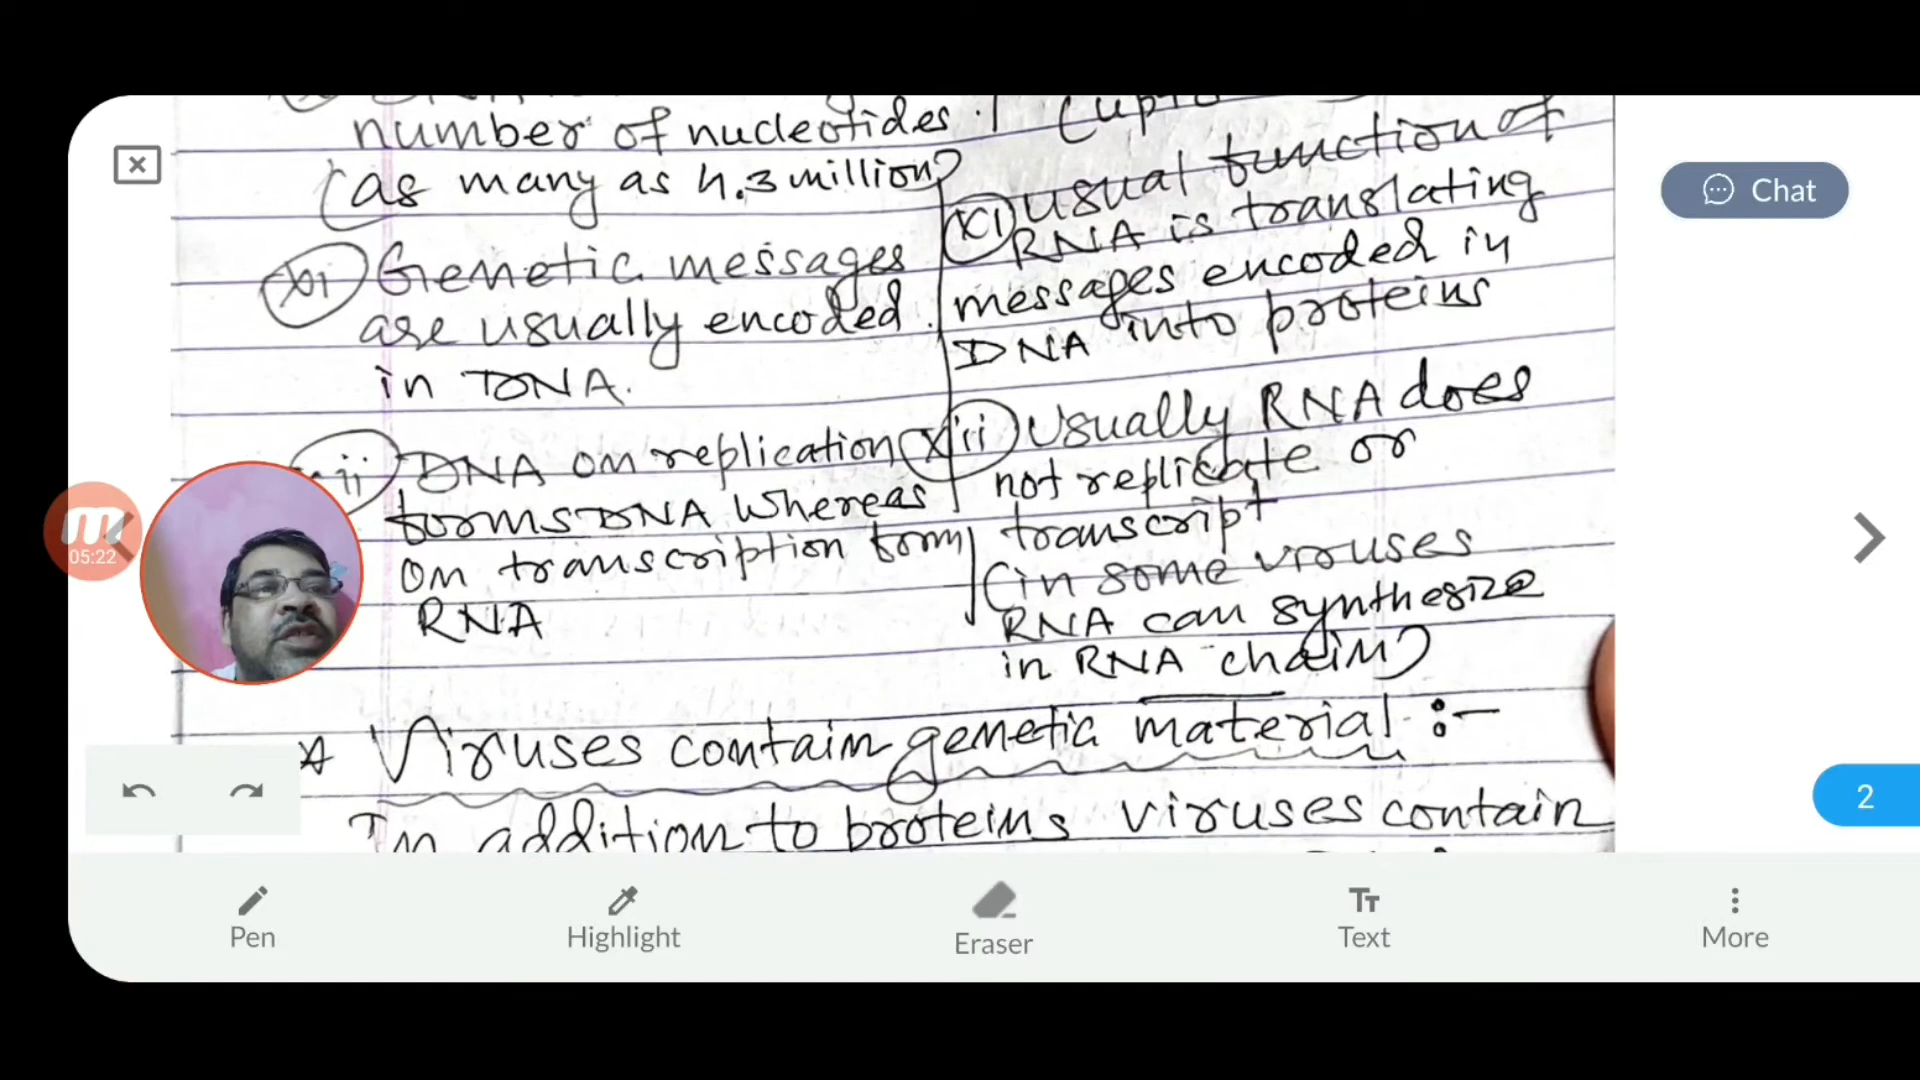 number of nucleotides.
(as many as 4.3 million)
xi Genetic messages
are usually encoded.
in DNA.
DNA on replication
forms DNA whereas
on transcription form
RNA
(upto
xi usual function of
RNA is translating
messages encoded in
DNA into proteins
xii Usually RNA does
not replicate or
transcript
(in some viruses
RNA can synthesize
in RNA chain)
Viruses contain genetic material :-
In addition to proteins viruses contain
Chat
05:22
2
Pen
Highlight
Eraser
Text
More